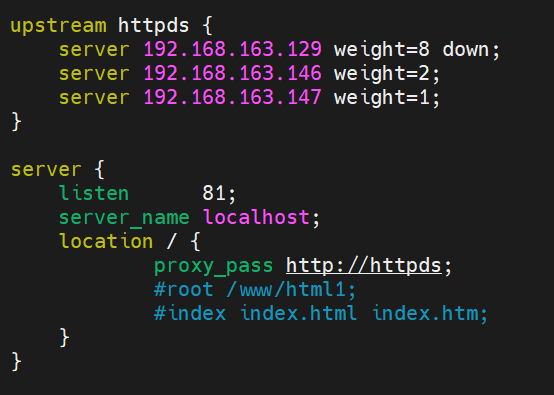 upstream httpds {
    server 192.168.163.129 weight=8 down;
    server 192.168.163.146 weight=2;
    server 192.168.163.147 weight=1;
}

server {
    listen      81;
    server_name localhost;
    location / {
            proxy_pass http://httpds;
            #root /www/html1;
            #index index.html index.htm;
    }
}